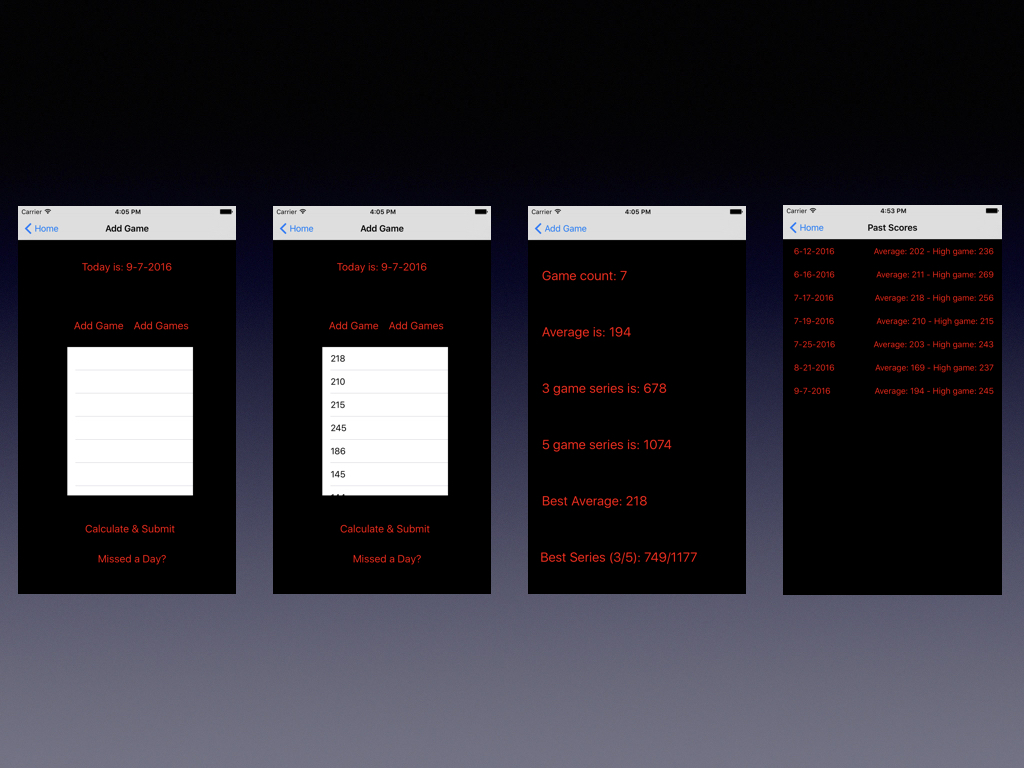 Carrier 4:05 PM
Home Add Game
Today is: 9-7-2016
Add Game Add Games
Calculate & Submit
Missed a Day?
Carrier 4:05 PM
Home Add Game
Today is: 9-7-2016
Add Game Add Games
218
210
215
245
186
145
Calculate & Submit
Missed a Day?
Carrier 4:05 PM
Add Game
Game count: 7
Average is: 194
3 game series is: 678
5 game series is: 1074
Best Average: 218
Best Series (3/5): 749/1177
Carrier 4:53 PM
Home Past Scores
6-12-2016 Average: 202 - High game: 236
6-16-2016 Average: 211 - High game: 269
7-17-2016 Average: 218 - High game: 256
7-19-2016 Average: 210 - High game: 215
7-25-2016 Average: 203 - High game: 243
8-21-2016 Average: 169 - High game: 237
9-7-2016 Average: 194 - High game: 245